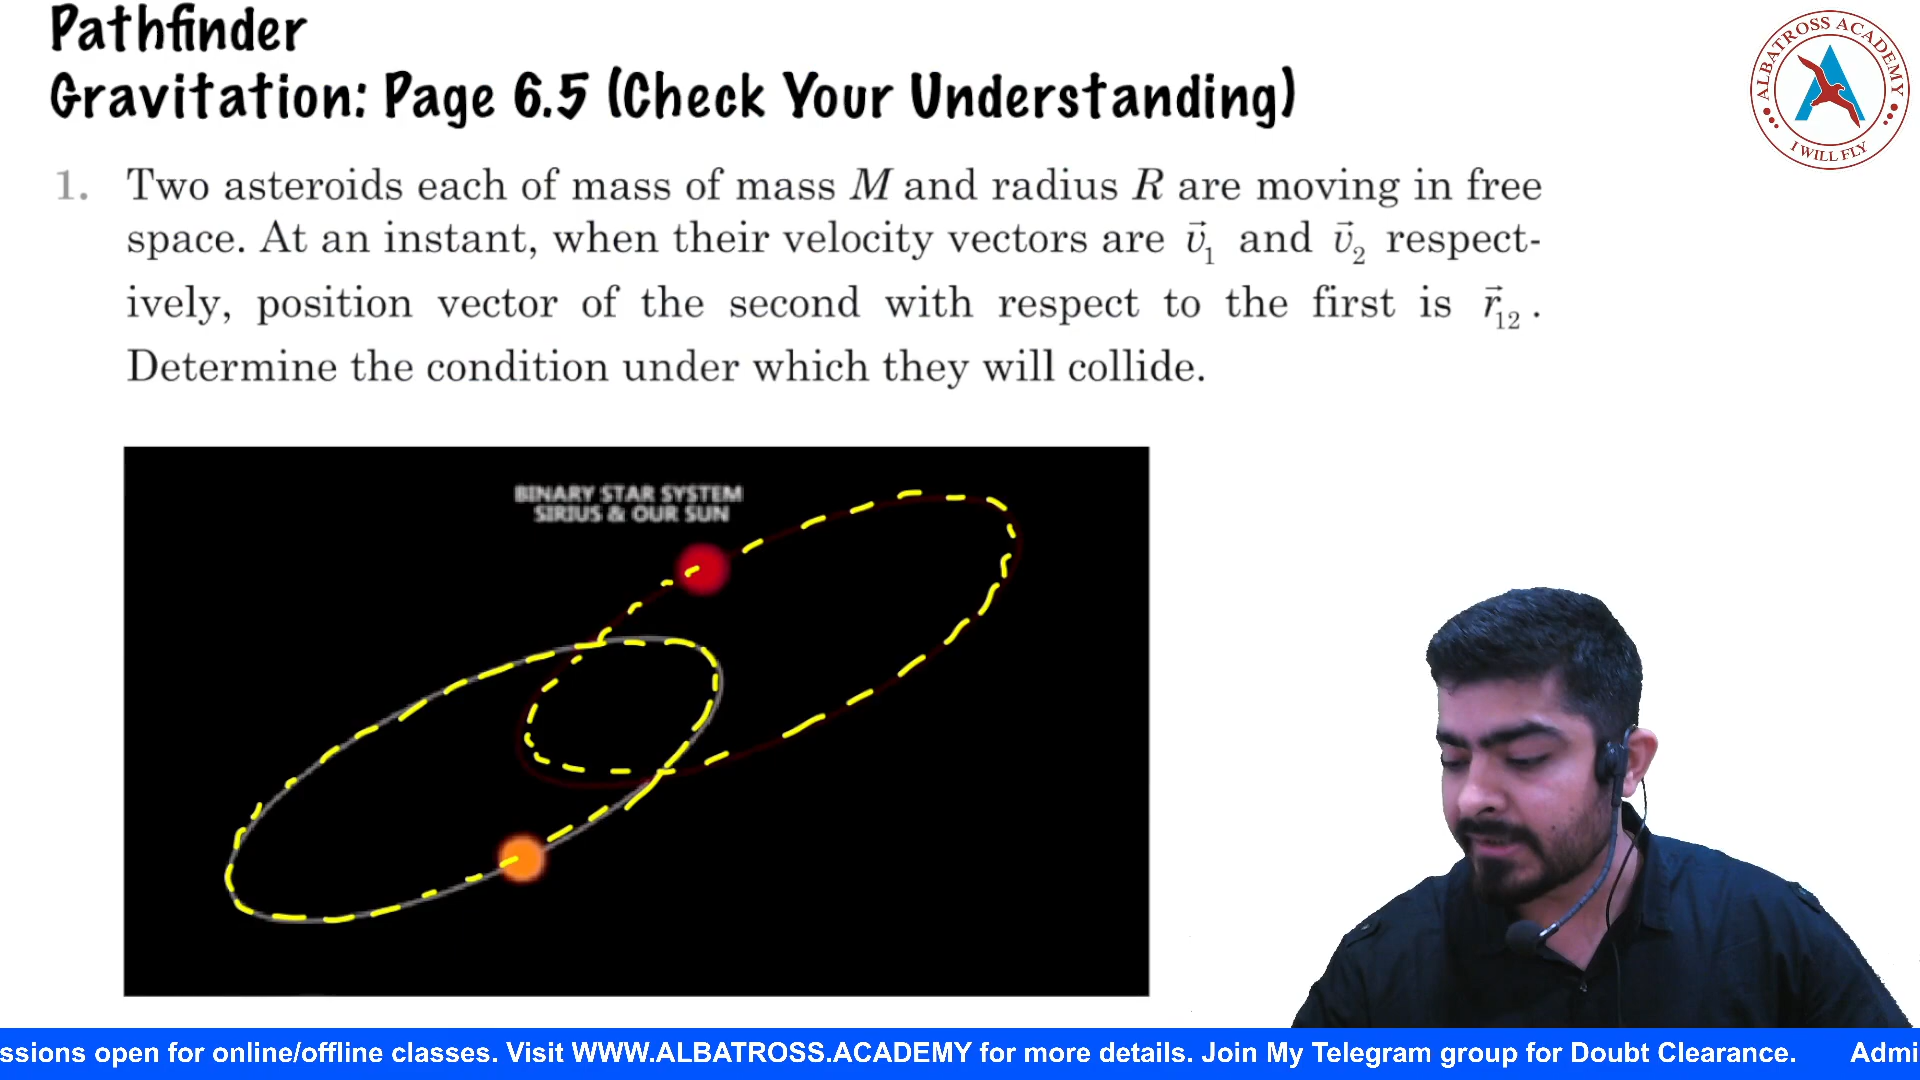 Pathfinder
Gravitation: Page 6.5 (Check Your Understanding)
ALBATROSS ACADEMY
I WILL FLY
1. Two asteroids each of mass of mass M and radius R are moving in free
space. At an instant, when their velocity vectors are v⃗₁ and v⃗₂ respect-
ively, position vector of the second with respect to the first is r⃗₁₂.
Determine the condition under which they will collide.
BINARY STAR SYSTEM
SIRIUS & OUR SUN
ssions open for online/offline classes. Visit WWW.ALBATROSS.ACADEMY for more details. Join My Telegram group for Doubt Clearance. Admi